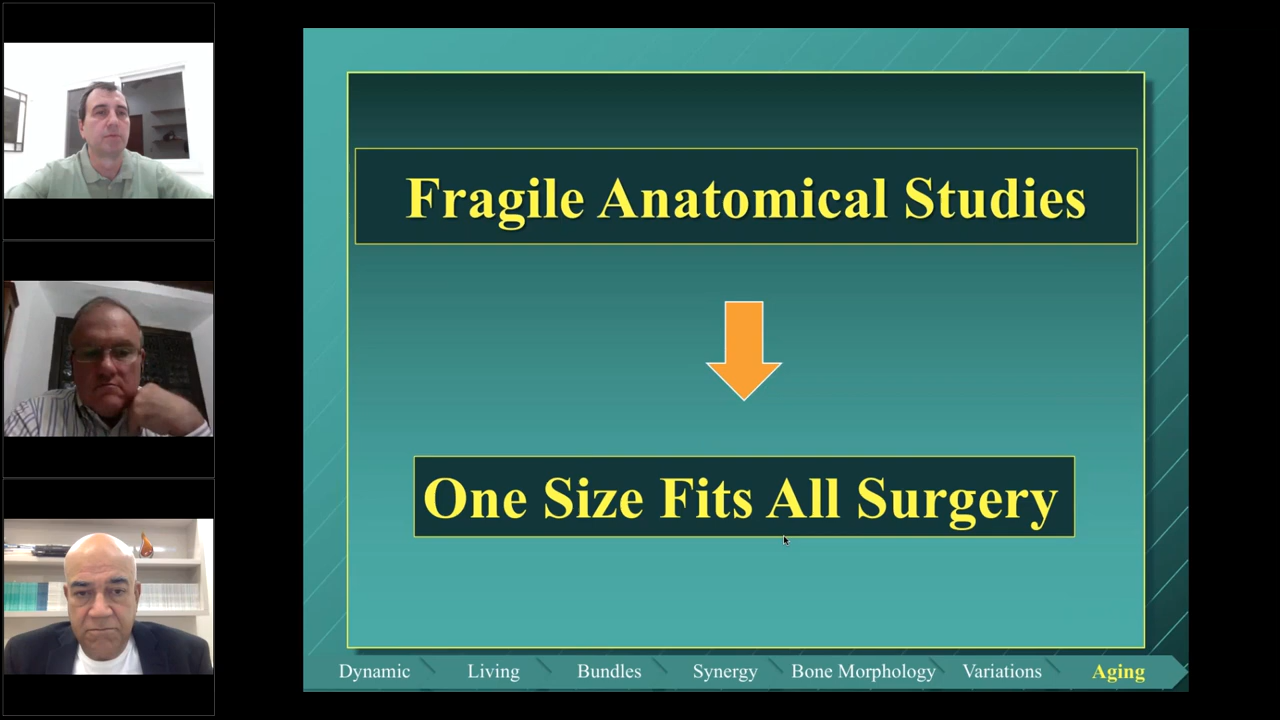 Fragile Anatomical Studies
One Size Fits All Surgery
Dynamic Living Bundles Synergy Bone Morphology Variations Aging